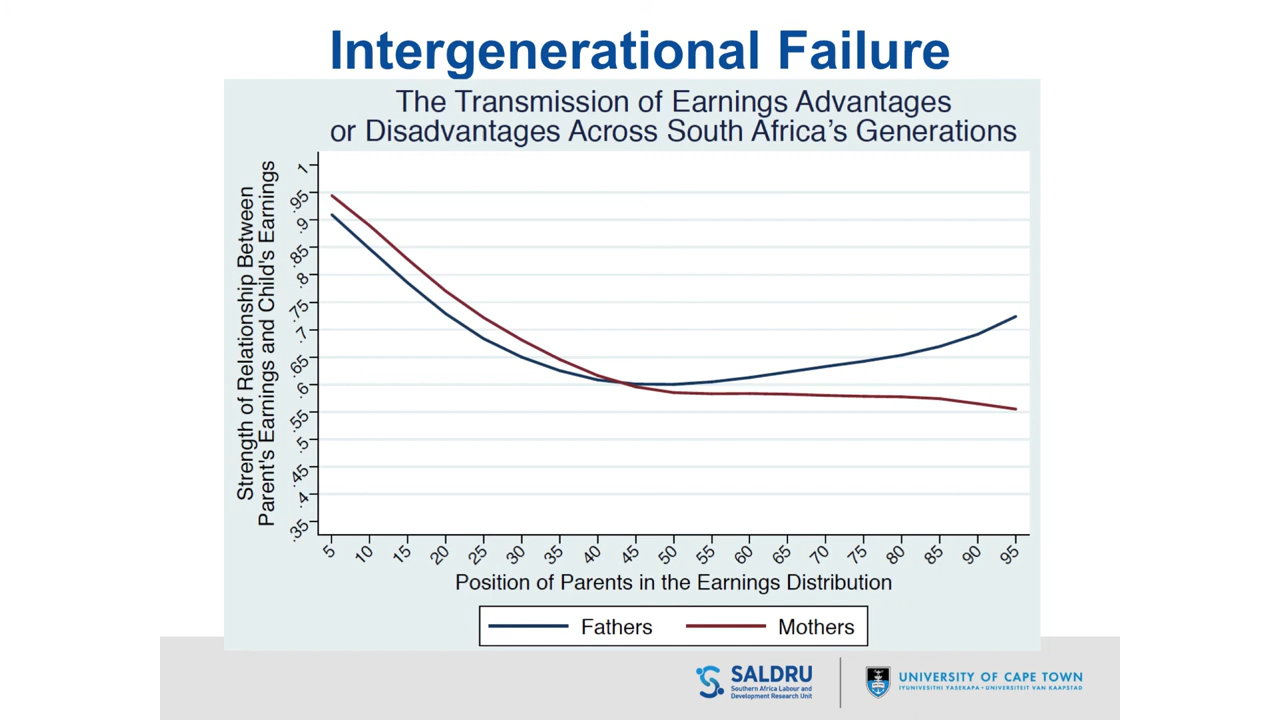 Intergenerational Failure
The Transmission of Earnings Advantages
or Disadvantages Across South Africa's Generations
Strength of Relationship Between
Parent's Earnings and Child's Earnings
1
.95
.9
.85
.8
.75
.7
.65
.6
.55
.5
.45
.4
.35
5 10 15 20 25 30 35 40 45 50 55 60 65 70 75 80 85 90 95
Position of Parents in the Earnings Distribution
Fathers Mothers
SALDRU
Southern Africa Labour and
Development Research Unit
UNIVERSITY OF CAPE TOWN
IYUNIVESITHI YASEKAPA • UNIVERSITEIT VAN KAAPSTAD